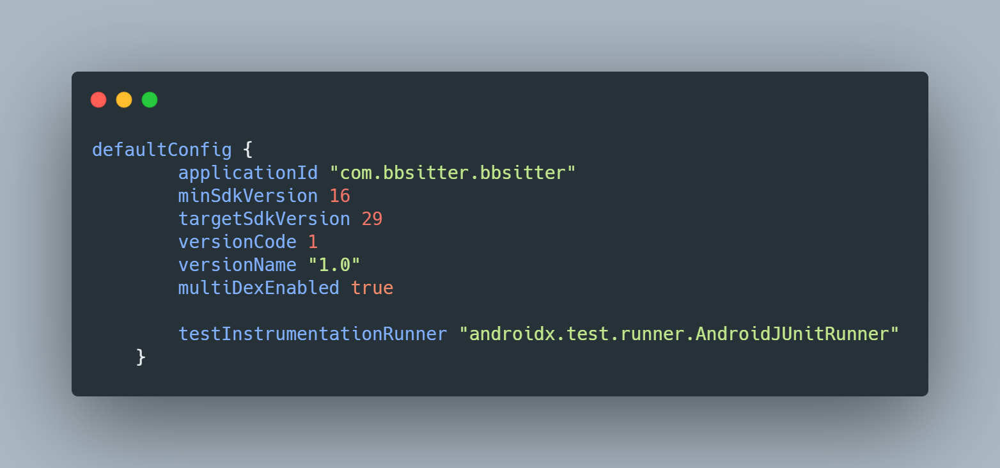 defaultConfig {
        applicationId "com.bbsitter.bbsitter"
        minSdkVersion 16
        targetSdkVersion 29
        versionCode 1
        versionName "1.0"
        multiDexEnabled true

        testInstrumentationRunner "androidx.test.runner.AndroidJUnitRunner"
    }